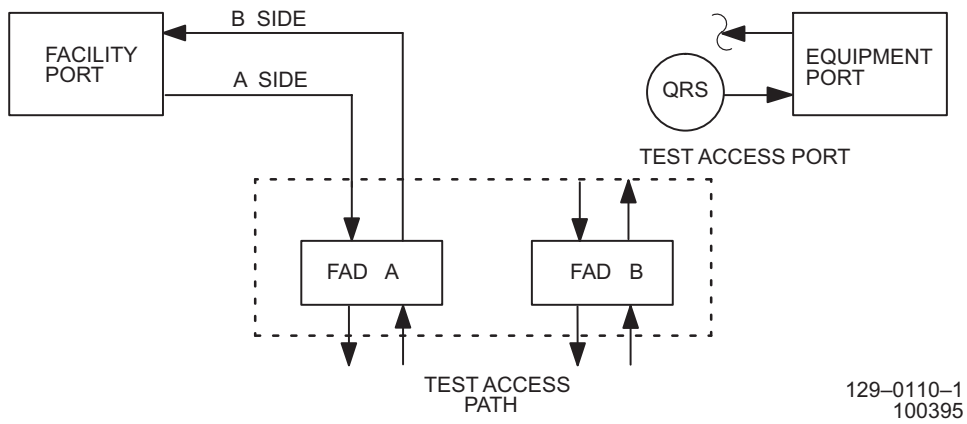 B SIDE
FACILITY
PORT
A SIDE
QRS
EQUIPMENT
PORT
TEST ACCESS PORT
FAD A
FAD B
TEST ACCESS
PATH
129–0110–1
100395